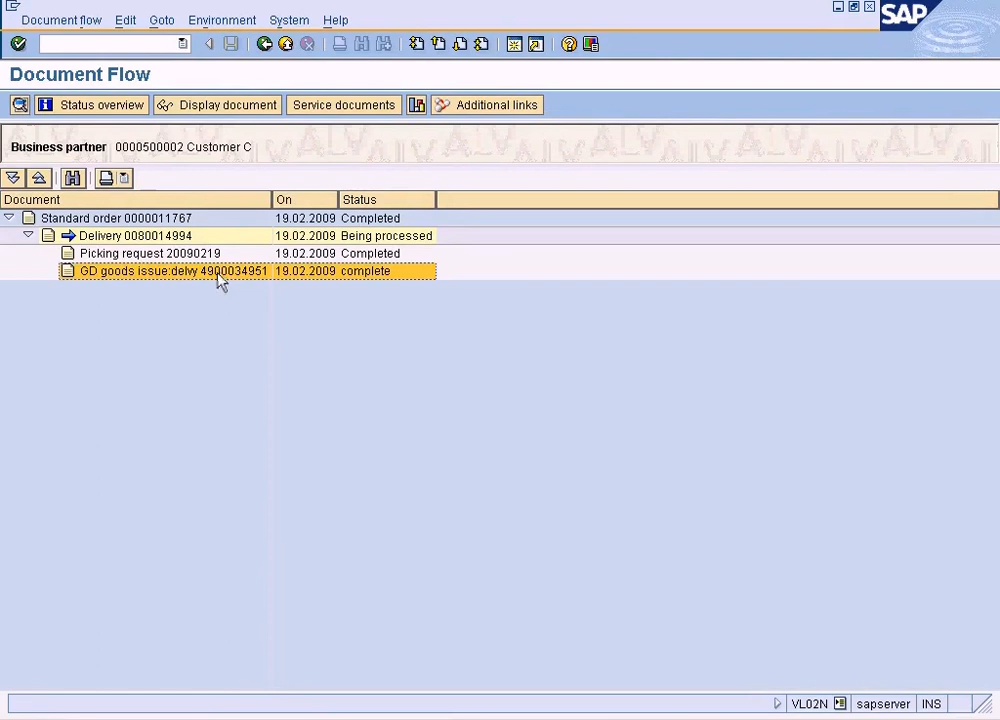 Document flow Edit Goto Environment System Help
SAP
Document Flow
Status overview Display document Service documents Additional links
Business partner 0000500002 Customer C
Document On Status
Standard order 0000011767 19.02.2009 Completed
Delivery 0080014994 19.02.2009 Being processed
Picking request 20090219 19.02.2009 Completed
GD goods issue:delvy 4900034951 19.02.2009 complete
VL02N sapserver INS